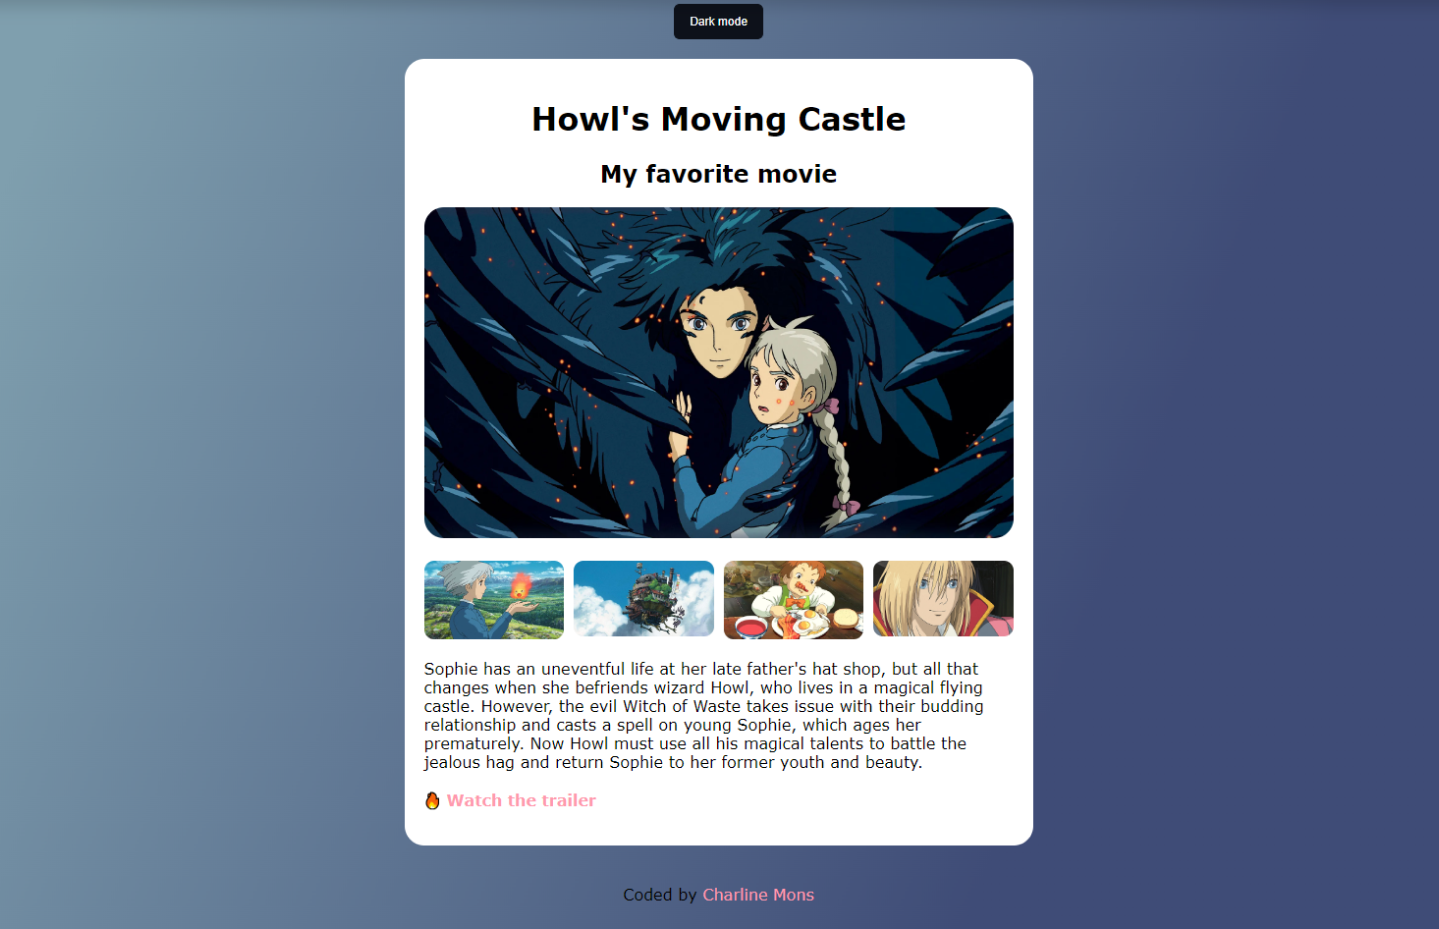 Dark mode
Howl's Moving Castle
My favorite movie
Sophie has an uneventful life at her late father's hat shop, but all that
changes when she befriends wizard Howl, who lives in a magical flying
castle. However, the evil Witch of Waste takes issue with their budding
relationship and casts a spell on young Sophie, which ages her
prematurely. Now Howl must use all his magical talents to battle the
jealous hag and return Sophie to her former youth and beauty.
🔥 Watch the trailer
Coded by Charline Mons